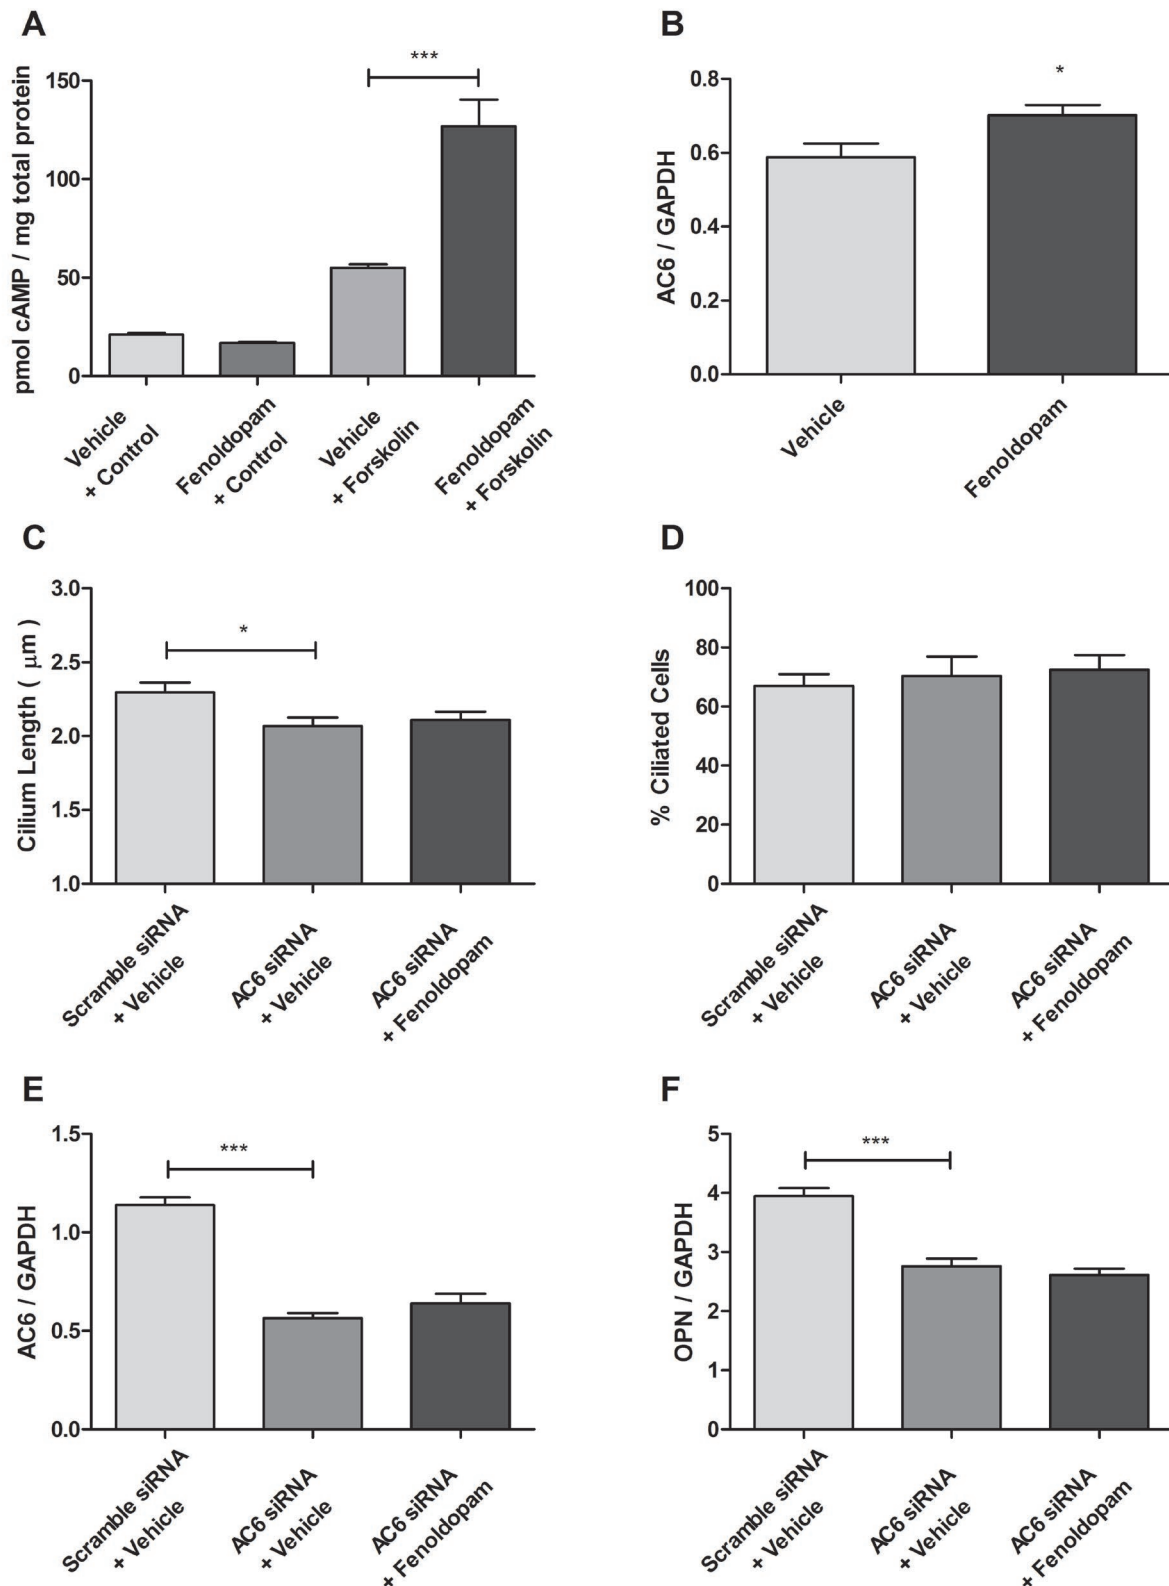 A
pmol cAMP / mg total protein
150
100
50
0
***
Vehicle
+ Control
Fenoldopam
+ Control
Vehicle
+ Forskolin
Fenoldopam
+ Forskolin
B
AC6 / GAPDH
0.8
0.6
0.4
0.2
0.0
*
Vehicle
Fenoldopam
C
Cilium Length ( μm )
3.0
2.5
2.0
1.5
1.0
*
Scramble siRNA
+ Vehicle
AC6 siRNA
+ Vehicle
AC6 siRNA
+ Fenoldopam
D
% Ciliated Cells
100
80
60
40
20
0
Scramble siRNA
+ Vehicle
AC6 siRNA
+ Vehicle
AC6 siRNA
+ Fenoldopam
E
AC6 / GAPDH
1.5
1.0
0.5
0.0
***
Scramble siRNA
+ Vehicle
AC6 siRNA
+ Vehicle
AC6 siRNA
+ Fenoldopam
F
OPN / GAPDH
5
4
3
2
1
0
***
Scramble siRNA
+ Vehicle
AC6 siRNA
+ Vehicle
AC6 siRNA
+ Fenoldopam